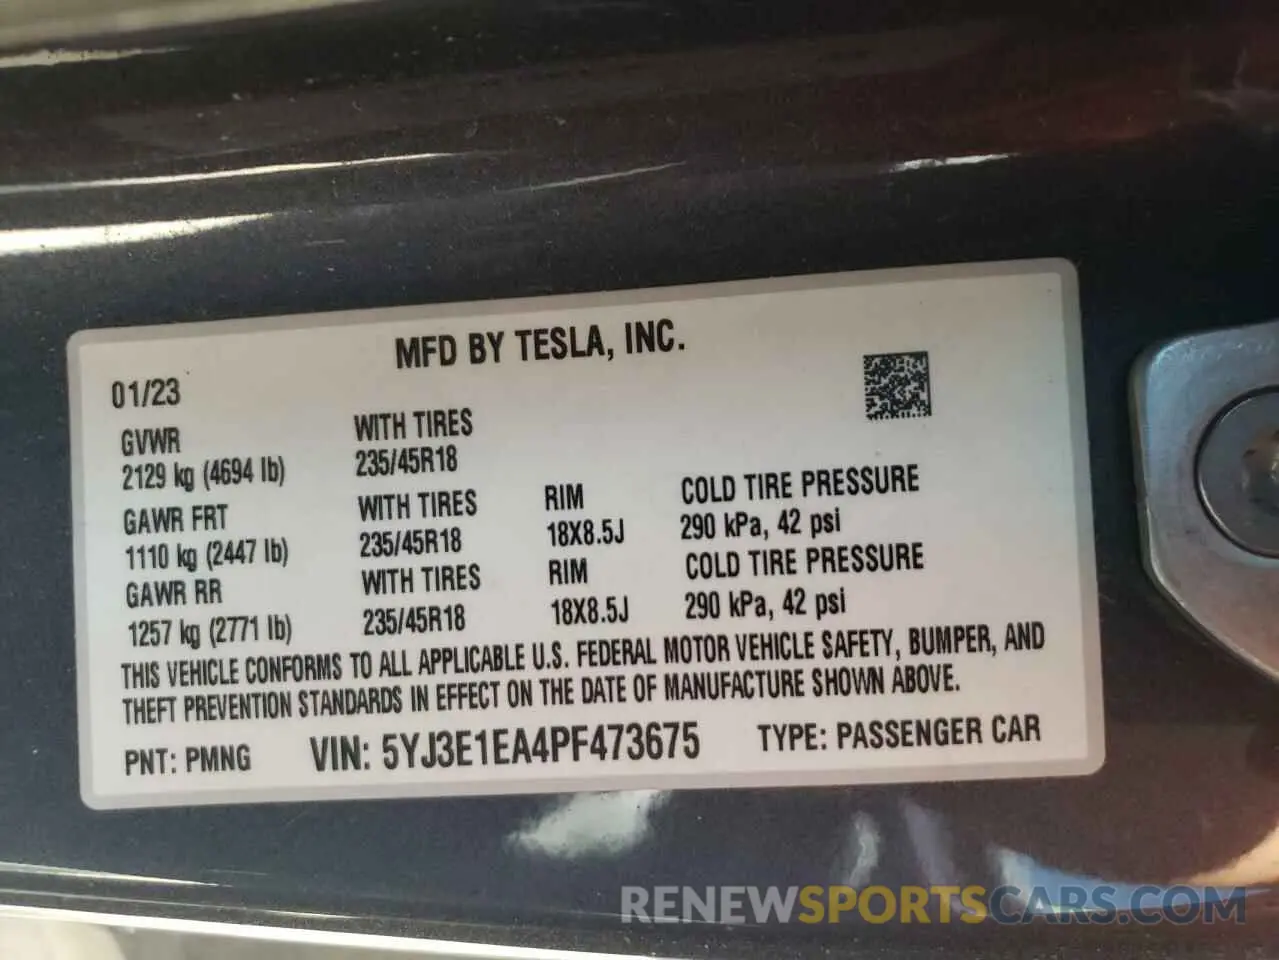 MFD BY TESLA, INC.
01/23
GVWR WITH TIRES
2129 kg (4694 lb) 235/45R18
GAWR FRT WITH TIRES RIM COLD TIRE PRESSURE
1110 kg (2447 lb) 235/45R18 18X8.5J 290 kPa, 42 psi
GAWR RR WITH TIRES RIM COLD TIRE PRESSURE
1257 kg (2771 lb) 235/45R18 18X8.5J 290 kPa, 42 psi
THIS VEHICLE CONFORMS TO ALL APPLICABLE U.S. FEDERAL MOTOR VEHICLE SAFETY, BUMPER, AND
THEFT PREVENTION STANDARDS IN EFFECT ON THE DATE OF MANUFACTURE SHOWN ABOVE.
PNT: PMNG VIN: 5YJ3E1EA4PF473675 TYPE: PASSENGER CAR
RENEWSPORTSCARS.COM